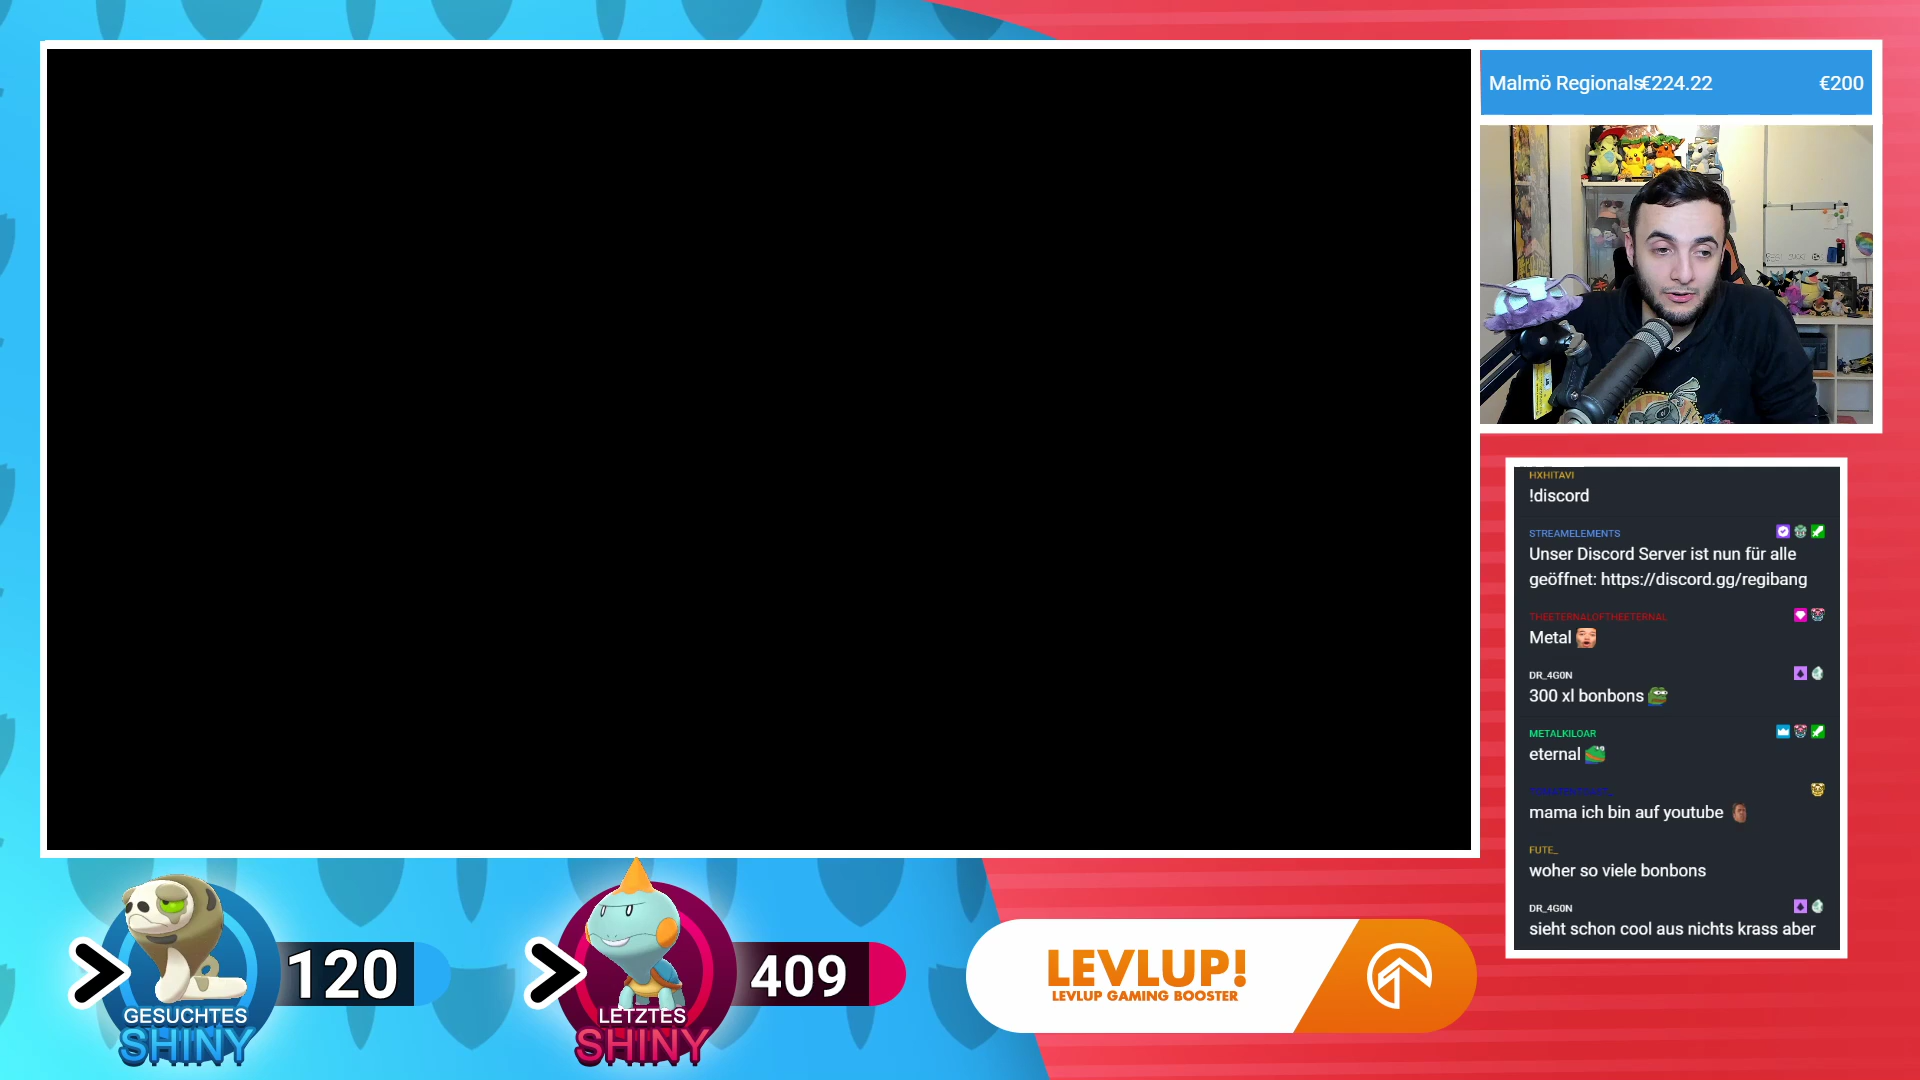 Malmö Regionals€224.22 €200
HXHITAVI
!discord
STREAMELEMENTS
Unser Discord Server ist nun für alle
geöffnet: https://discord.gg/regibang
THEETERNALOFTHEETERNAL
Metal
DR_4G0N
300 xl bonbons
METALKILOAR
eternal
mama ich bin auf youtube
FUTE_
woher so viele bonbons
DR_4G0N
sieht schon cool aus nichts krass aber
120
GESUCHTES
SHINY
409
LETZTES
SHINY
LEVLUP!
LEVLUP GAMING BOOSTER